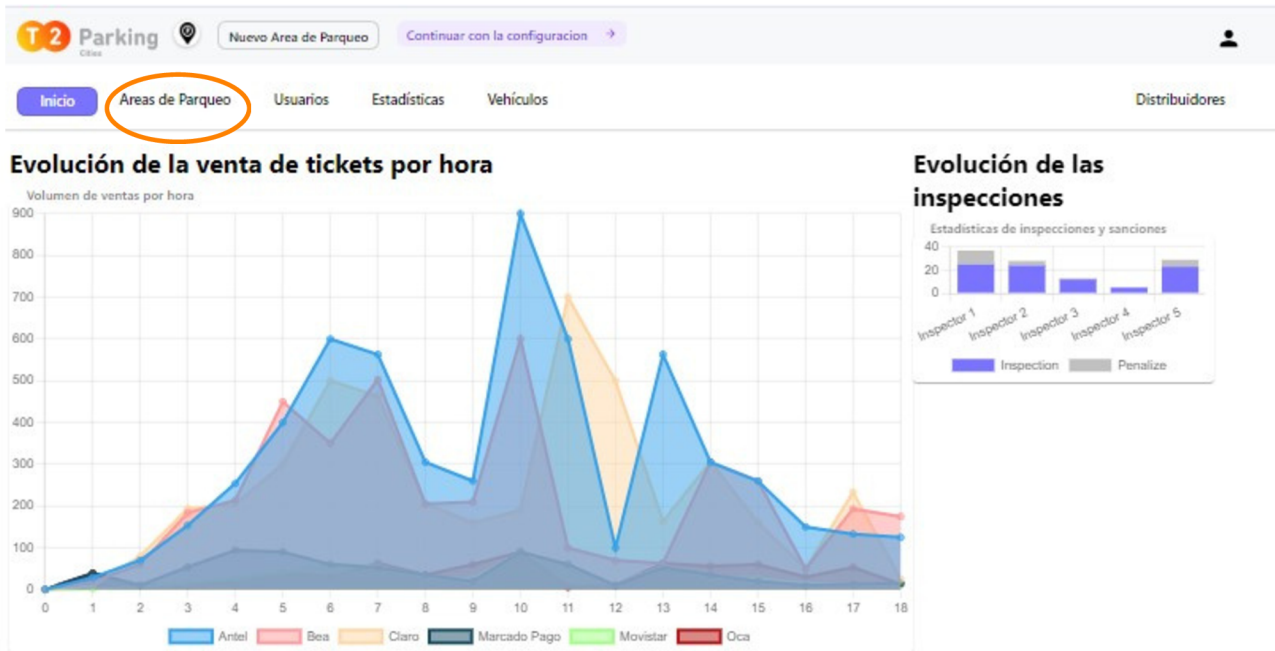 T2 Parking
Cities
Nuevo Area de Parqueo
Continuar con la configuracion
Inicio
Areas de Parqueo
Usuarios
Estadísticas
Vehículos
Distribuidores
Evolución de la venta de tickets por hora
Volumen de ventas por hora
900
800
700
600
500
400
300
200
100
0
0 1 2 3 4 5 6 7 8 9 10 11 12 13 14 15 16 17 18
Antel Bea Claro Marcado Pago Movistar Oca
Evolución de las
inspecciones
Estadísticas de inspecciones y sanciones
40
20
0
Inspector 1 Inspector 2 Inspector 3 Inspector 4 Inspector 5
Inspection Penalize